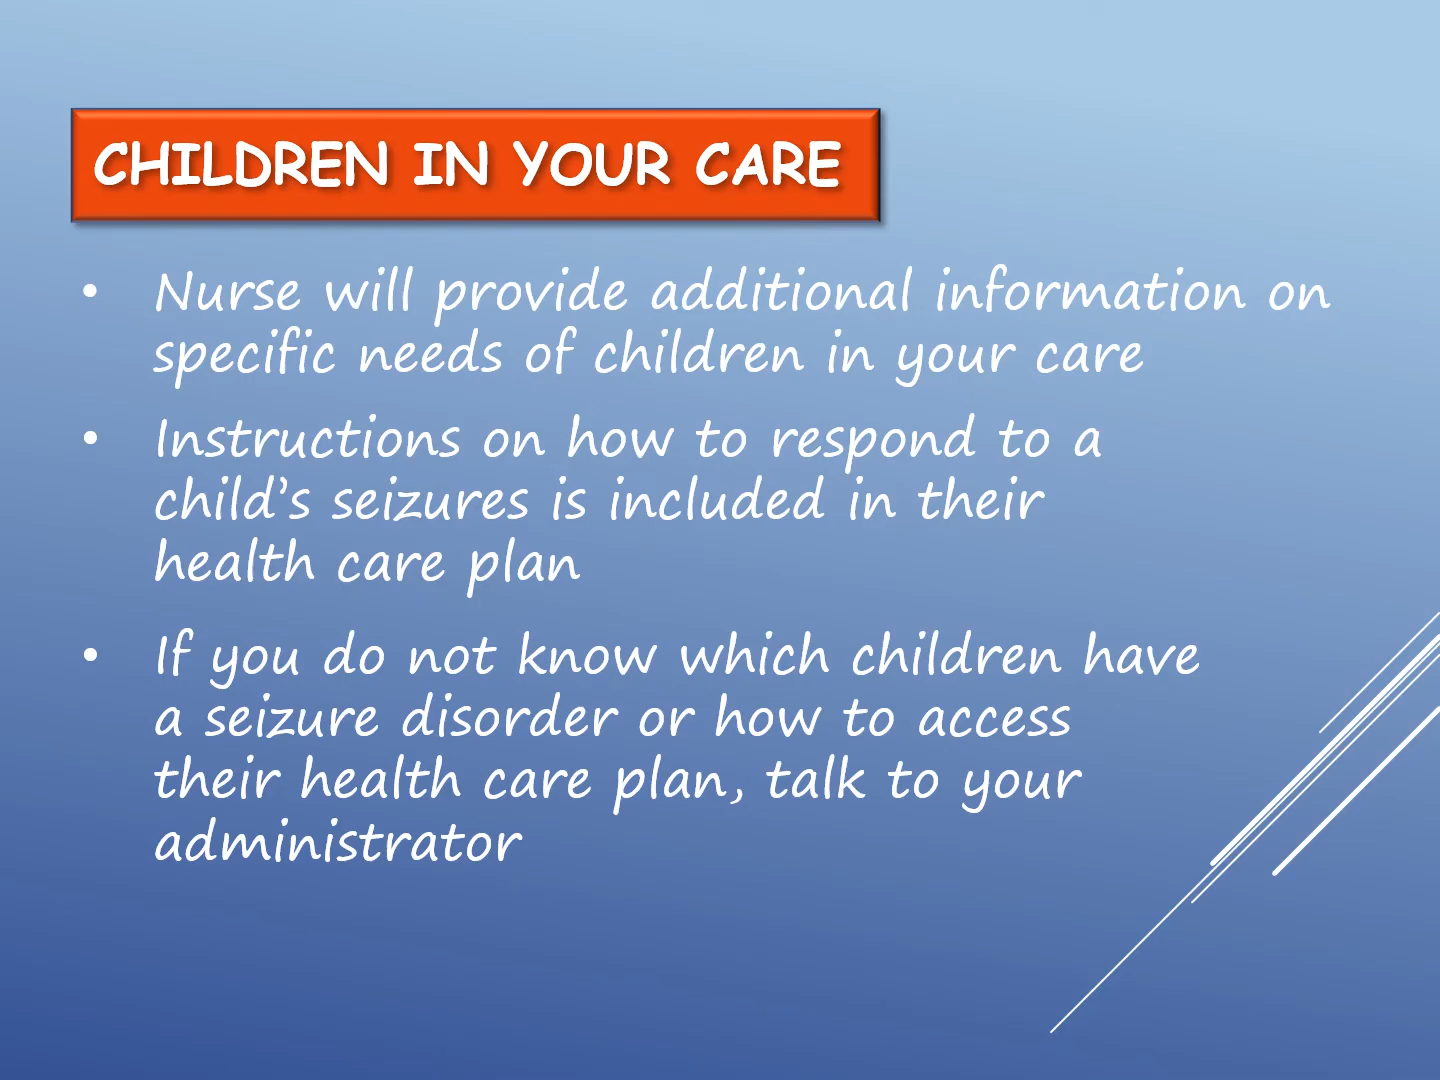 CHILDREN IN YOUR CARE
• Nurse will provide additional information on
specific needs of children in your care
• Instructions on how to respond to a
child’s seizures is included in their
health care plan
• If you do not know which children have
a seizure disorder or how to access
their health care plan, talk to your
administrator